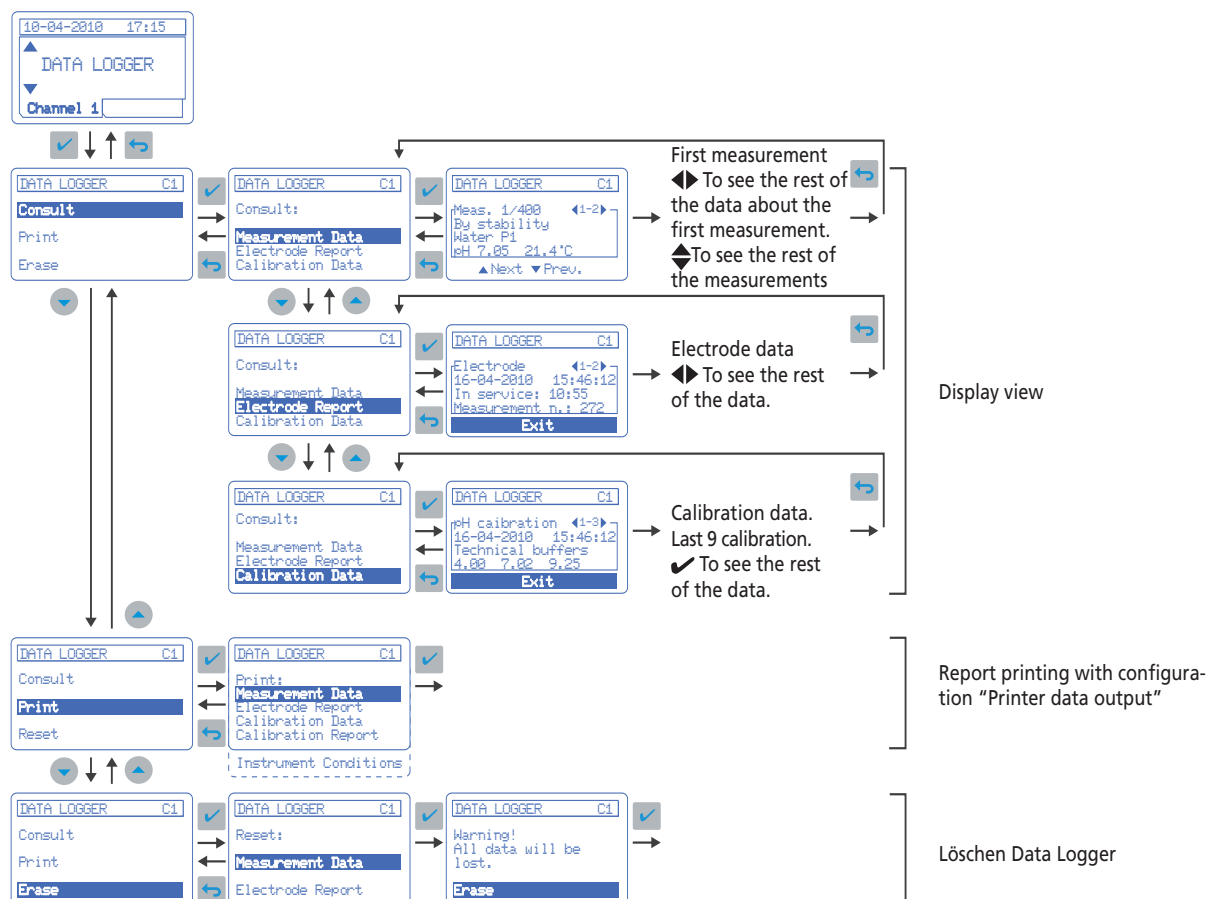 10-04-2010 17:15
DATA LOGGER
Channel 1
DATA LOGGER C1
Consult
Print
Erase
DATA LOGGER C1
Consult:
Measurement Data
Electrode Report
Calibration Data
DATA LOGGER C1
Meas. 1/400 1-2
By stability
Water P1
pH 7.05 21.4°C
▲Next ▼Prev.
First measurement
To see the rest of
the data about the
first measurement.
To see the rest of
the measurements
DATA LOGGER C1
Consult:
Measurement Data
Electrode Report
Calibration Data
DATA LOGGER C1
Electrode 1-2
16-04-2010 15:46:12
In service: 10:55
Measurement n.: 272
Exit
Electrode data
To see the rest
of the data.
Display view
DATA LOGGER C1
Consult:
Measurement Data
Electrode Report
Calibration Data
DATA LOGGER C1
pH caibration 1-3
16-04-2010 15:46:12
Technical buffers
4.00 7.02 9.25
Exit
Calibration data.
Last 9 calibration.
✔ To see the rest
of the data.
DATA LOGGER C1
Consult
Print
Reset
DATA LOGGER C1
Print:
Measurement Data
Electrode Report
Calibration Data
Calibration Report
Instrument Conditions
Report printing with configura-
tion “Printer data output”
DATA LOGGER C1
Consult
Print
Erase
DATA LOGGER C1
Reset:
Measurement Data
Electrode Report
DATA LOGGER C1
Warning!
All data will be
lost.
Erase
Löschen Data Logger